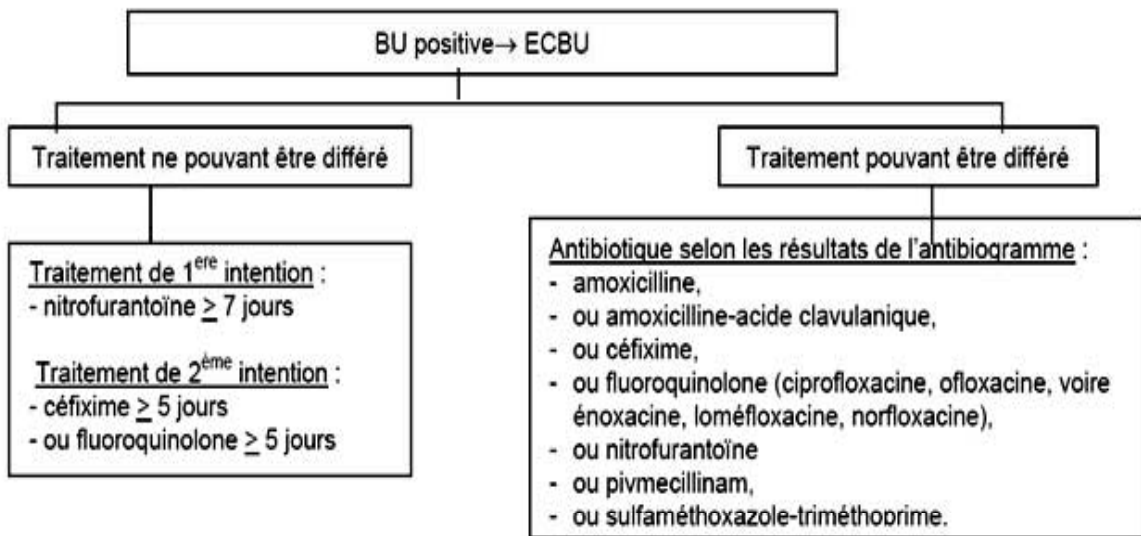 BU positive→ ECBU
Traitement ne pouvant être différé
Traitement pouvant être différé
Traitement de 1ere intention :
- nitrofurantoïne ≥ 7 jours
Traitement de 2ème intention :
- céfixime ≥ 5 jours
- ou fluoroquinolone ≥ 5 jours
Antibiotique selon les résultats de l'antibiogramme :
- amoxicilline,
- ou amoxicilline-acide clavulanique,
- ou céfixime,
- ou fluoroquinolone (ciprofloxacine, ofloxacine, voire
énoxacine, loméfloxacine, norfloxacine),
- ou nitrofurantoïne
- ou pivmecillinam,
- ou sulfaméthoxazole-triméthoprime.